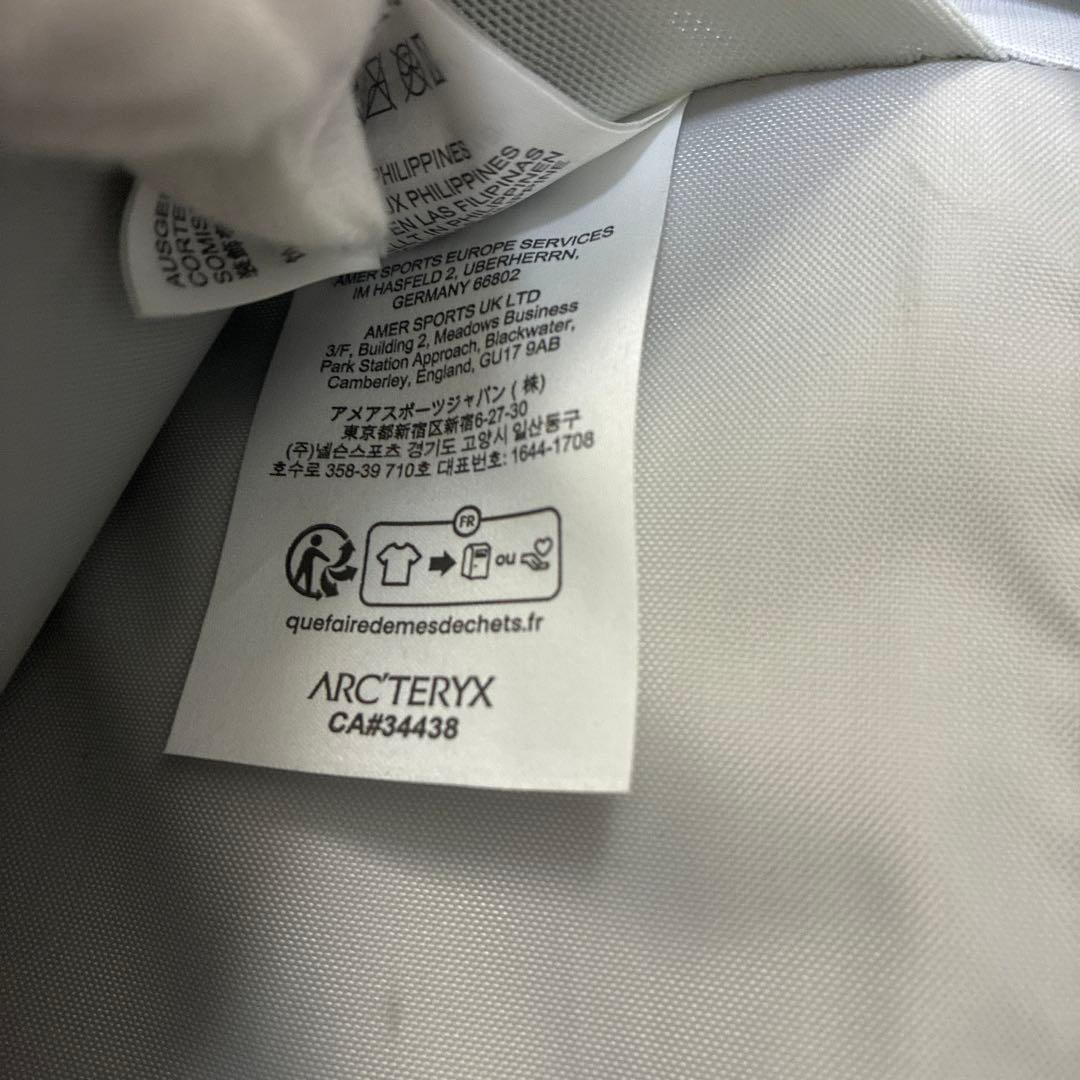 PHILIPPINES
UX PHILIPPINES
EN LAS FILIPINAS
LLT IN PHILIPPINEN
AUSGE
CORTE
SOMIS
AMER SPORTS EUROPE SERVICES
IM HASFELD 2, UBERHERRN,
GERMANY 66802
AMER SPORTS UK LTD
3/F, Building 2, Meadows Business
Park Station Approach, Blackwater,
Camberley, England, GU17 9AB
アメアスポーツジャパン (株)
東京都新宿区新宿6-27-30
(주)넬슨스포츠 경기도 고양시 일산동구
호수로 358-39 710호 대표번호: 1644-1708
FR
ou
quefairedemesdechets.fr
ARC'TERYX
CA#34438